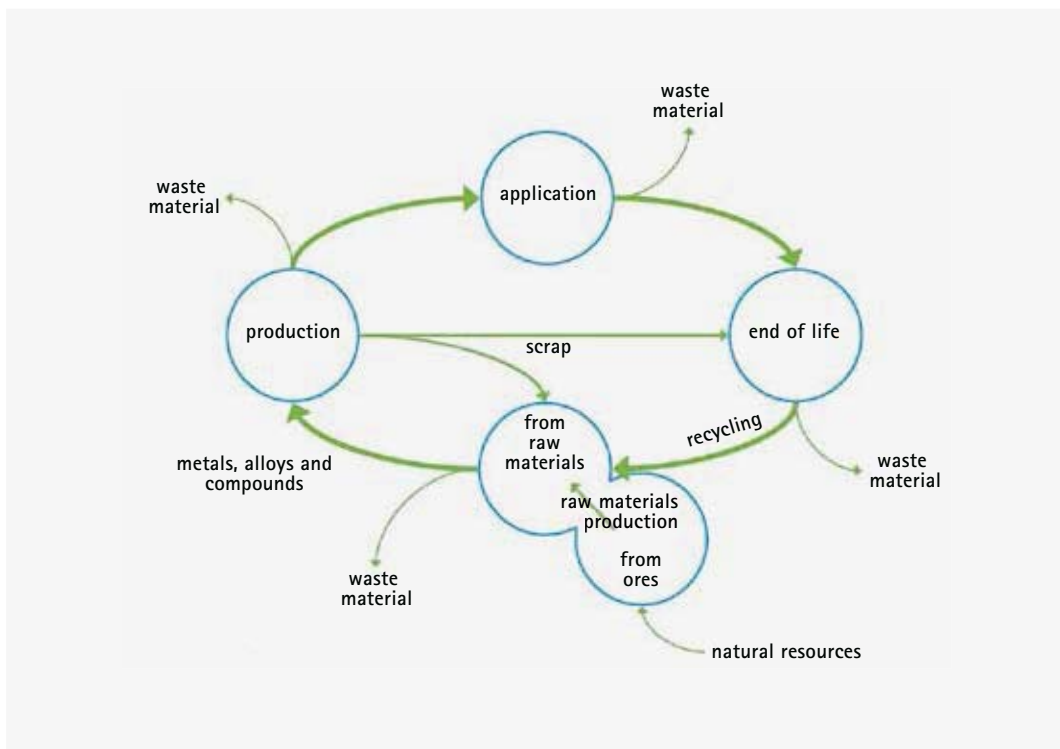 waste
material
application
waste
material
production
scrap
end of life
from
raw
materials
recycling
metals, alloys and
compounds
waste
material
raw materials
production
from
ores
waste
material
natural resources